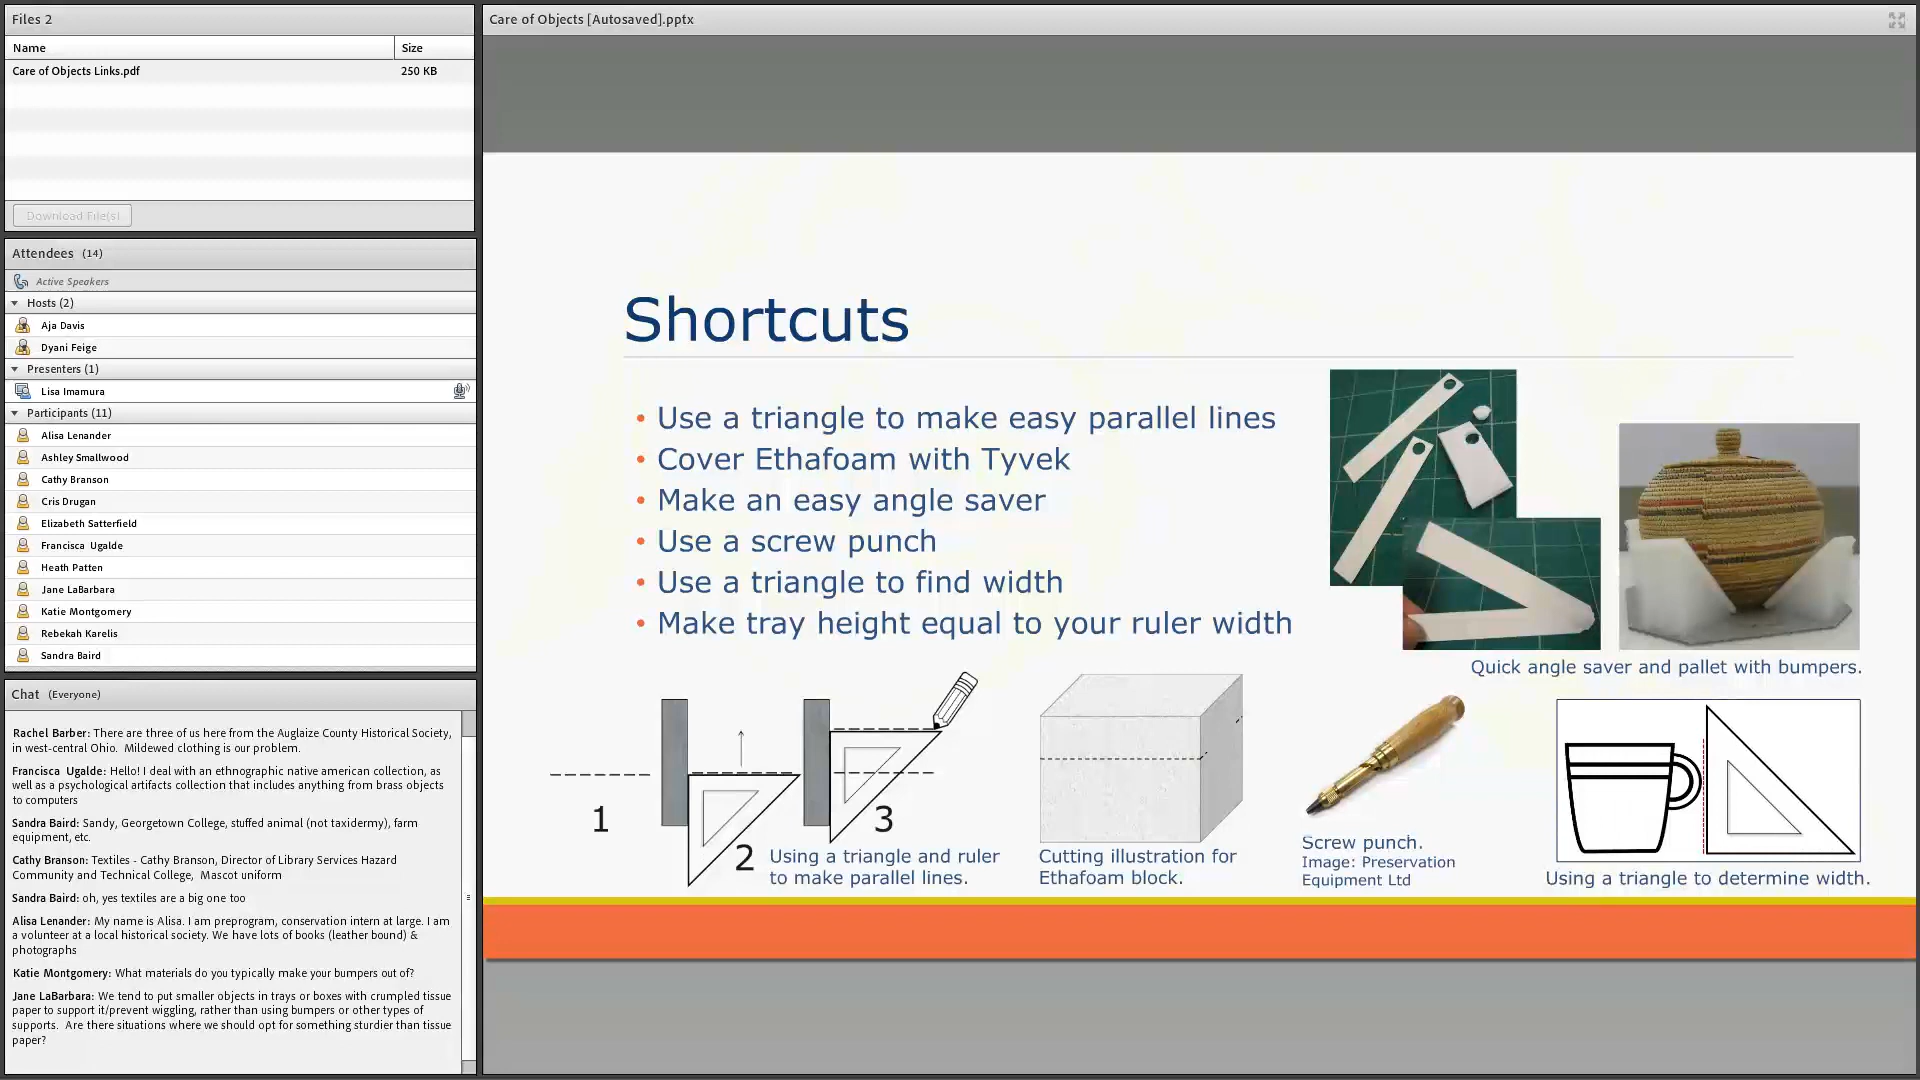 Files 2
Name Size
Care of Objects Links.pdf 250 KB
Download File(s)
Attendees (14)
Active Speakers
Hosts (2)
Aja Davis
Dyani Feige
Presenters (1)
Lisa Imamura
Participants (11)
Alisa Lenander
Ashley Smallwood
Cathy Branson
Cris Drugan
Elizabeth Satterfield
Francisca Ugalde
Heath Patten
Jane LaBarbara
Katie Montgomery
Rebekah Karelis
Sandra Baird
Chat (Everyone)
Rachel Barber: There are three of us here from the Auglaize County Historical Society,
in west-central Ohio. Mildewed clothing is our problem.
Francisca Ugalde: Hello! I deal with an ethnographic native american collection, as
well as a psychological artifacts collection that includes anything from brass objects
to computers
Sandra Baird: Sandy, Georgetown College, stuffed animal (not taxidermy), farm
equipment, etc.
Cathy Branson: Textiles - Cathy Branson, Director of Library Services Hazard
Community and Technical College, Mascot uniform
Sandra Baird: oh, yes textiles are a big one too
Alisa Lenander: My name is Alisa. I am preprogram, conservation intern at large. I am
a volunteer at a local historical society. We have lots of books (leather bound) &
photographs
Katie Montgomery: What materials do you typically make your bumpers out of?
Jane LaBarbara: We tend to put smaller objects in trays or boxes with crumpled tissue
paper to support it/prevent wiggling, rather than using bumpers or other types of
supports. Are there situations where we should opt for something sturdier than tissue
paper?
Care of Objects [Autosaved].pptx
Shortcuts
• Use a triangle to make easy parallel lines
• Cover Ethafoam with Tyvek
• Make an easy angle saver
• Use a screw punch
• Use a triangle to find width
• Make tray height equal to your ruler width
Quick angle saver and pallet with bumpers.
1
2
3
Using a triangle and ruler
to make parallel lines.
Cutting illustration for
Ethafoam block.
Screw punch.
Image: Preservation
Equipment Ltd
Using a triangle to determine width.